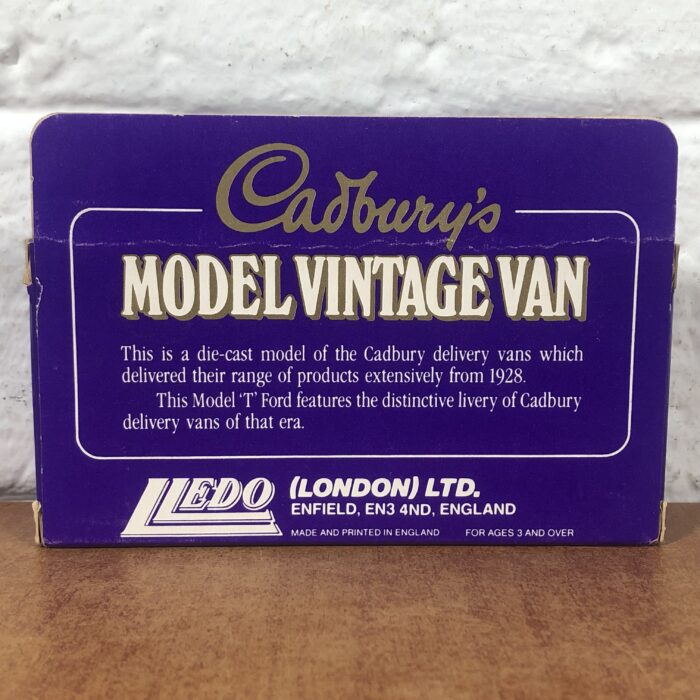 Cadbury's
MODEL VINTAGE VAN
This is a die-cast model of the Cadbury delivery vans which
delivered their range of products extensively from 1928.
This Model 'T' Ford features the distinctive livery of Cadbury
delivery vans of that era.
LLEDO (LONDON) LTD.
ENFIELD, EN3 4ND, ENGLAND
MADE AND PRINTED IN ENGLAND FOR AGES 3 AND OVER